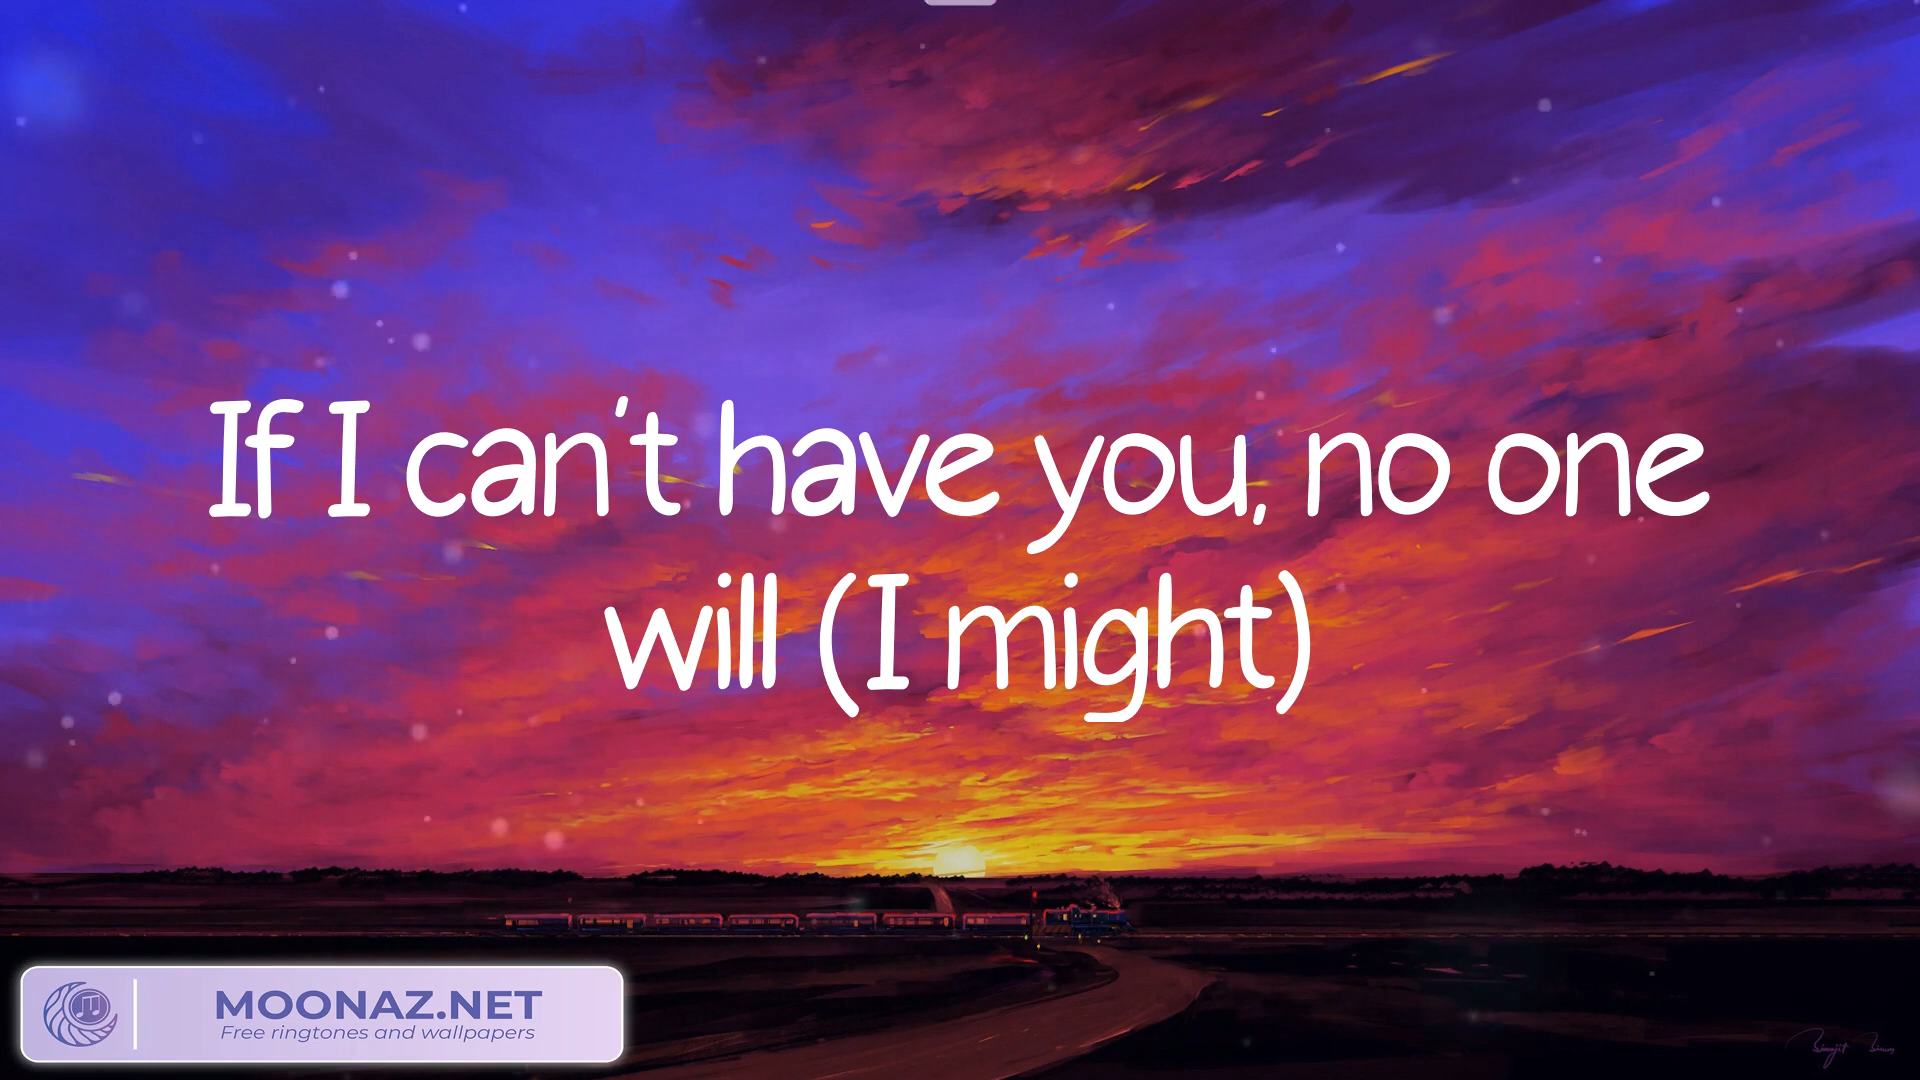 If I can't have you, no one
will (I might)
MOONAZ.NET
Free ringtones and wallpapers